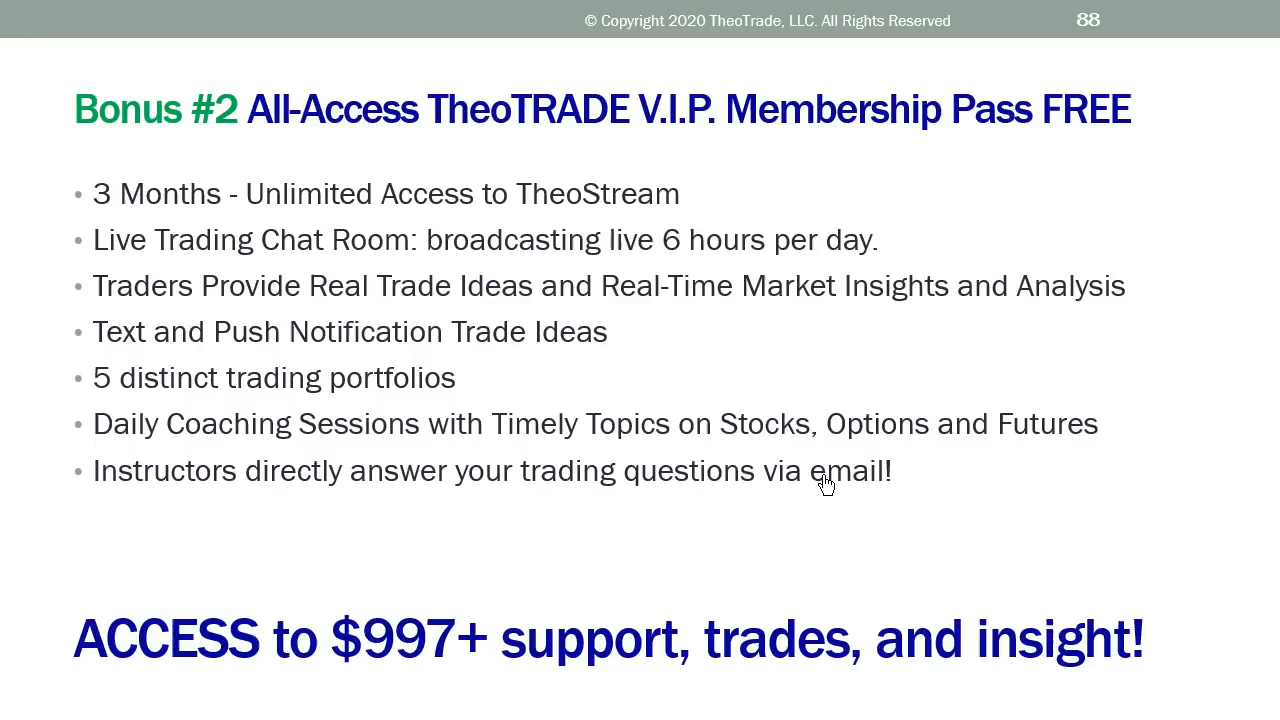 © Copyright 2020 TheoTrade, LLC. All Rights Reserved 88
Bonus #2 All-Access TheoTRADE V.I.P. Membership Pass FREE
• 3 Months - Unlimited Access to TheoStream
• Live Trading Chat Room: broadcasting live 6 hours per day.
• Traders Provide Real Trade Ideas and Real-Time Market Insights and Analysis
• Text and Push Notification Trade Ideas
• 5 distinct trading portfolios
• Daily Coaching Sessions with Timely Topics on Stocks, Options and Futures
• Instructors directly answer your trading questions via email!
ACCESS to $997+ support, trades, and insight!